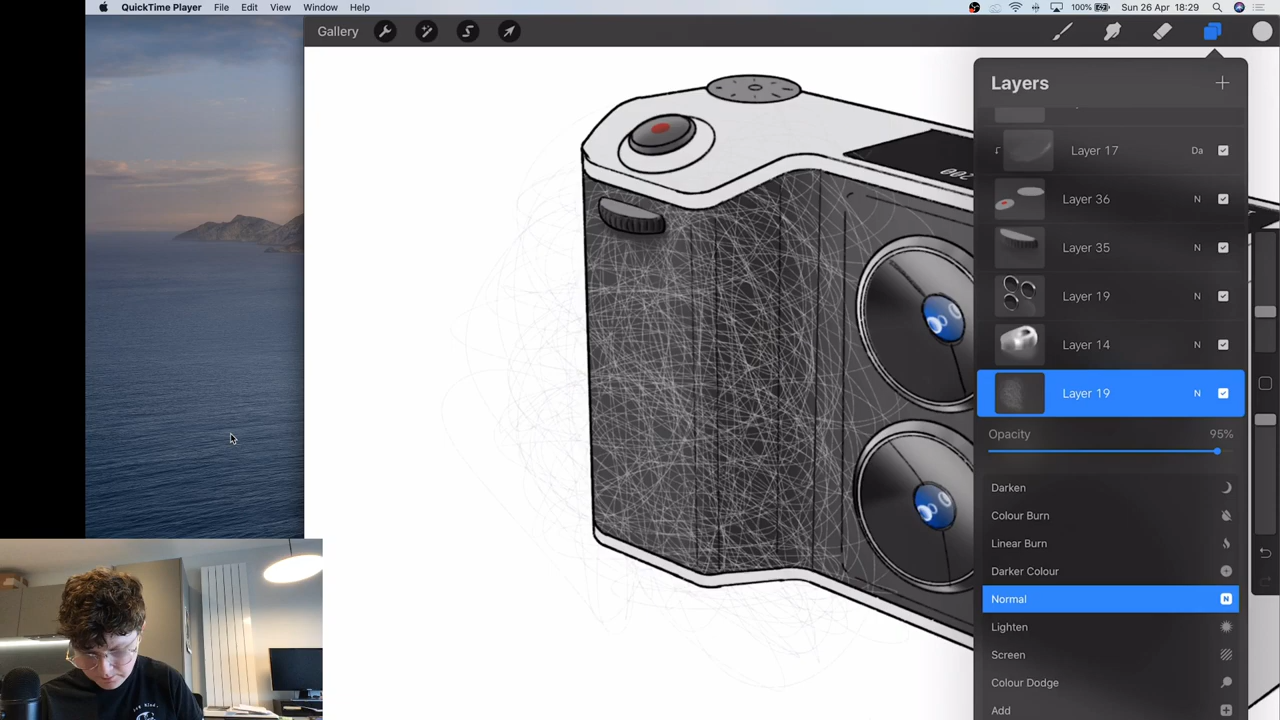 QuickTime Player File Edit View Window Help 100% Sun 26 Apr 18:29
Gallery
Layers
Layer 17 Da
002
Layer 36 N
Layer 35 N
Layer 19 N
Layer 14 N
Layer 19 N
Opacity 95%
Darken
Colour Burn
Linear Burn
Darker Colour
Normal N
Lighten
Screen
Colour Dodge
Add